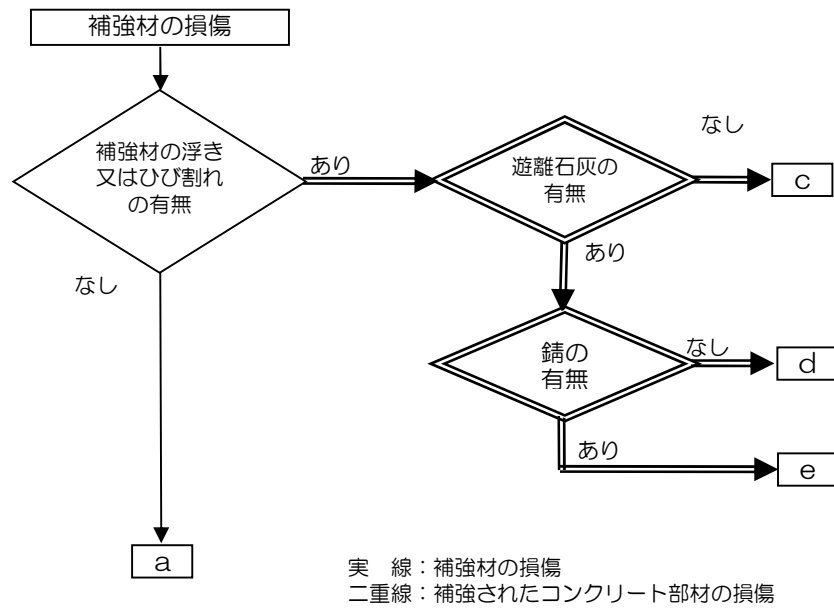 補強材の損傷
補強材の浮き
又はひび割れ
の有無
あり
遊離石灰の
有無
なし
c
あり
なし
錆の
有無
なし
d
あり
e
a
実　線：補強材の損傷
二重線：補強されたコンクリート部材の損傷